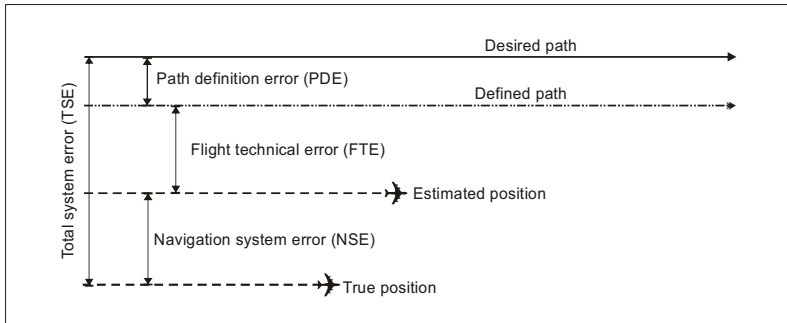 Desired path
Path definition error (PDE)
Defined path
Total system error (TSE)
Flight technical error (FTE)
Estimated position
Navigation system error (NSE)
True position